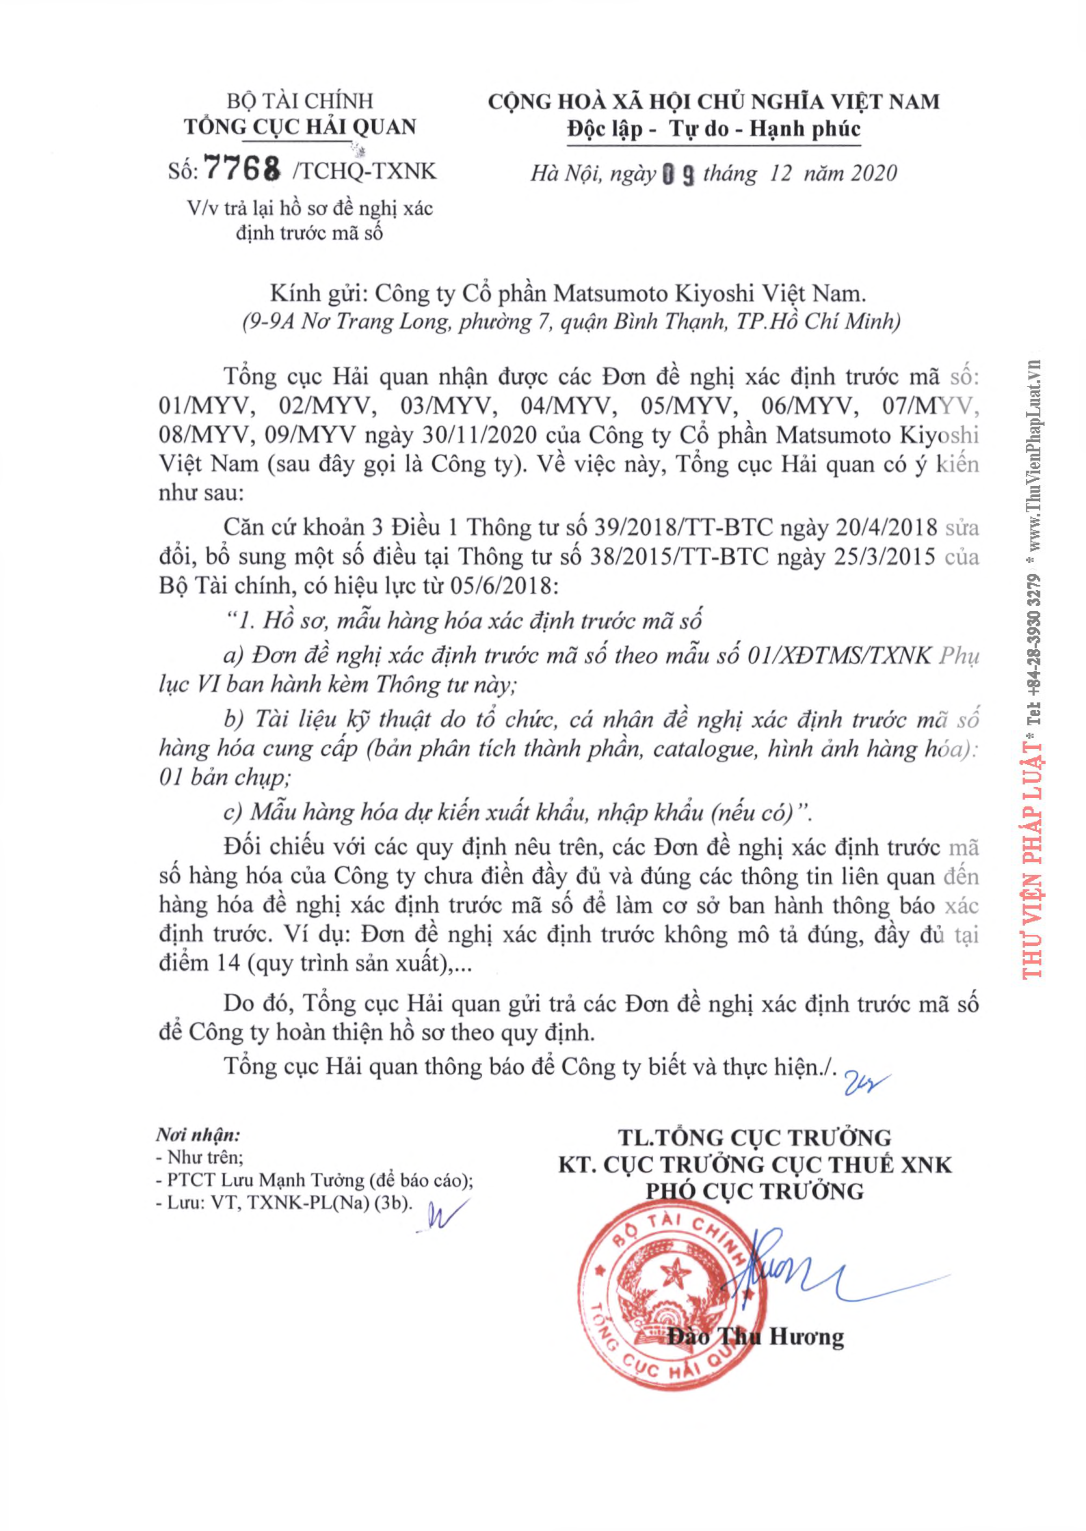 BỘ TÀI CHÍNH
TỔNG CỤC HẢI QUAN
Số: 7768 /TCHQ-TXNK
V/v trả lại hồ sơ đề nghị xác
định trước mã số
CỘNG HOÀ XÃ HỘI CHỦ NGHĨA VIỆT NAM
Độc lập - Tự do - Hạnh phúc
Hà Nội, ngày 09 tháng 12 năm 2020
Kính gửi: Công ty Cổ phần Matsumoto Kiyoshi Việt Nam.
(9-9A Nơ Trang Long, phường 7, quận Bình Thạnh, TP.Hồ Chí Minh)
Tổng cục Hải quan nhận được các Đơn đề nghị xác định trước mã số:
01/MYV, 02/MYV, 03/MYV, 04/MYV, 05/MYV, 06/MYV, 07/MYV,
08/MYV, 09/MYV ngày 30/11/2020 của Công ty Cổ phần Matsumoto Kiyoshi
Việt Nam (sau đây gọi là Công ty). Về việc này, Tổng cục Hải quan có ý kiến
như sau:
Căn cứ khoản 3 Điều 1 Thông tư số 39/2018/TT-BTC ngày 20/4/2018 sửa
đổi, bổ sung một số điều tại Thông tư số 38/2015/TT-BTC ngày 25/3/2015 của
Bộ Tài chính, có hiệu lực từ 05/6/2018:
“1. Hồ sơ, mẫu hàng hóa xác định trước mã số
a) Đơn đề nghị xác định trước mã số theo mẫu số 01/XĐTMS/TXNK Phụ
lục VI ban hành kèm Thông tư này;
b) Tài liệu kỹ thuật do tổ chức, cá nhân đề nghị xác định trước mã số
hàng hóa cung cấp (bản phân tích thành phần, catalogue, hình ảnh hàng hóa):
01 bản chụp;
c) Mẫu hàng hóa dự kiến xuất khẩu, nhập khẩu (nếu có)”.
Đối chiếu với các quy định nêu trên, các Đơn đề nghị xác định trước mã
số hàng hóa của Công ty chưa điền đầy đủ và đúng các thông tin liên quan đến
hàng hóa đề nghị xác định trước mã số để làm cơ sở ban hành thông báo xác
định trước. Ví dụ: Đơn đề nghị xác định trước không mô tả đúng, đầy đủ tại
điểm 14 (quy trình sản xuất),...
Do đó, Tổng cục Hải quan gửi trả các Đơn đề nghị xác định trước mã số
để Công ty hoàn thiện hồ sơ theo quy định.
Tổng cục Hải quan thông báo để Công ty biết và thực hiện./.
Nơi nhận:
- Như trên;
- PTCT Lưu Mạnh Tưởng (để báo cáo);
- Lưu: VT, TXNK-PL(Na) (3b).
TL.TỔNG CỤC TRƯỞNG
KT. CỤC TRƯỞNG CỤC THUẾ XNK
PHÓ CỤC TRƯỞNG
BỘ TÀI CHÍNH
TỔNG CỤC HẢI QUAN
Đào Thu Hương
THƯ VIỆN PHÁP LUẬT * Tel: +84-28-3930 3279 * www.ThuVienPhapLuat.vn